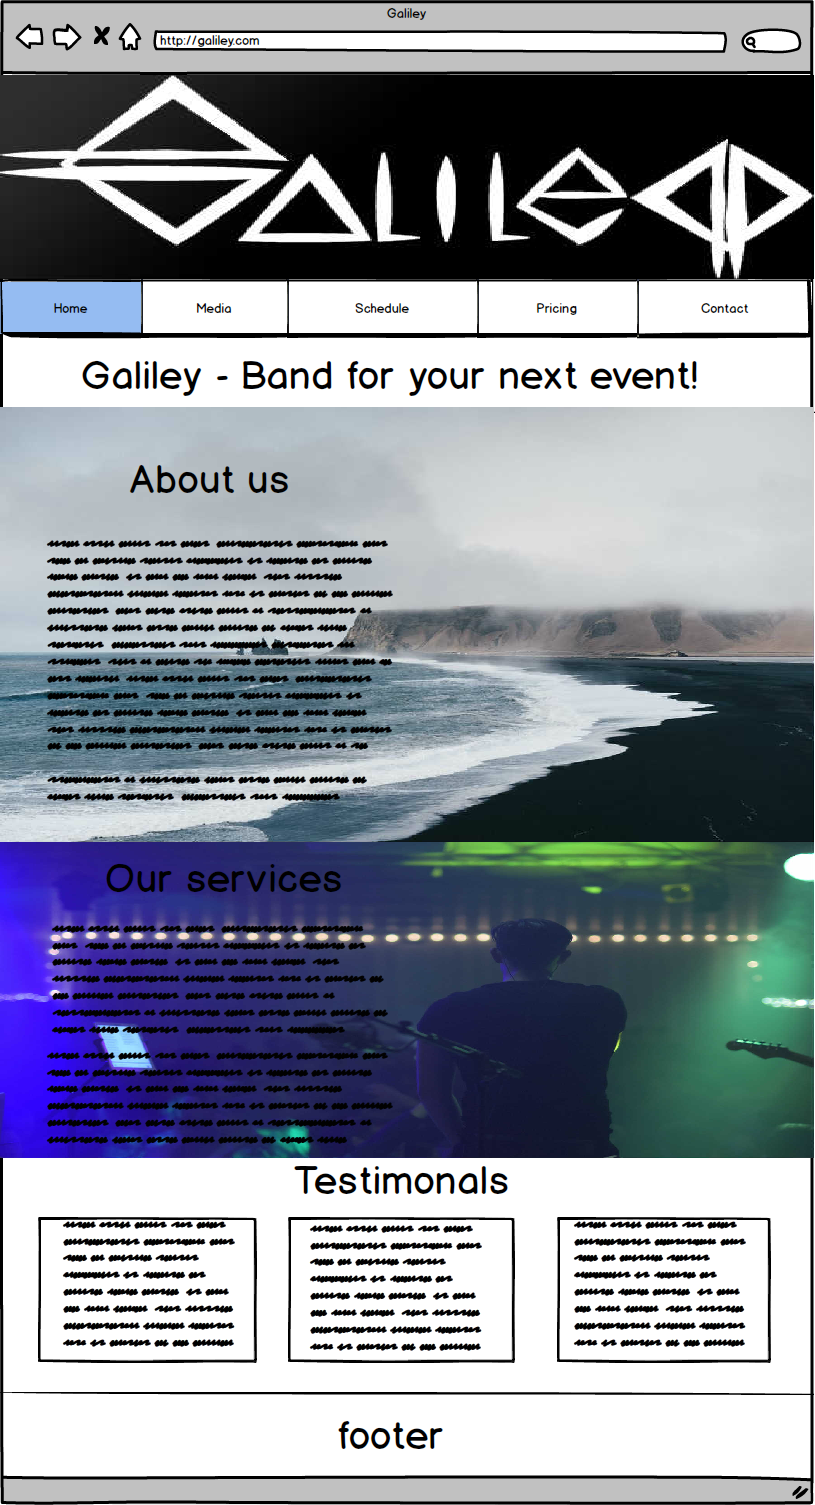 Galiley
http://galiley.com
GALILEY
Home Media Schedule Pricing Contact
Galiley - Band for your next event!
About us
Our services
Testimonals
footer